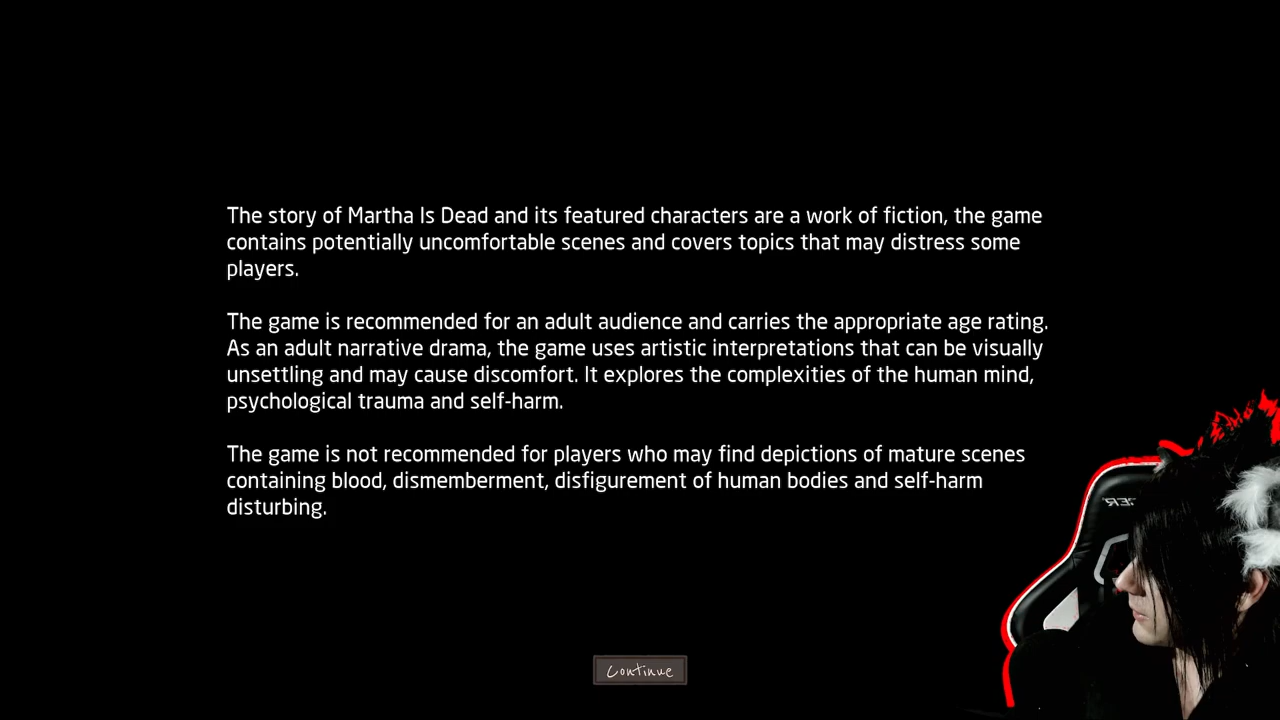 The story of Martha Is Dead and its featured characters are a work of fiction, the game
contains potentially uncomfortable scenes and covers topics that may distress some
players.
The game is recommended for an adult audience and carries the appropriate age rating.
As an adult narrative drama, the game uses artistic interpretations that can be visually
unsettling and may cause discomfort. It explores the complexities of the human mind,
psychological trauma and self-harm.
The game is not recommended for players who may find depictions of mature scenes
containing blood, dismemberment, disfigurement of human bodies and self-harm
disturbing.
Continue